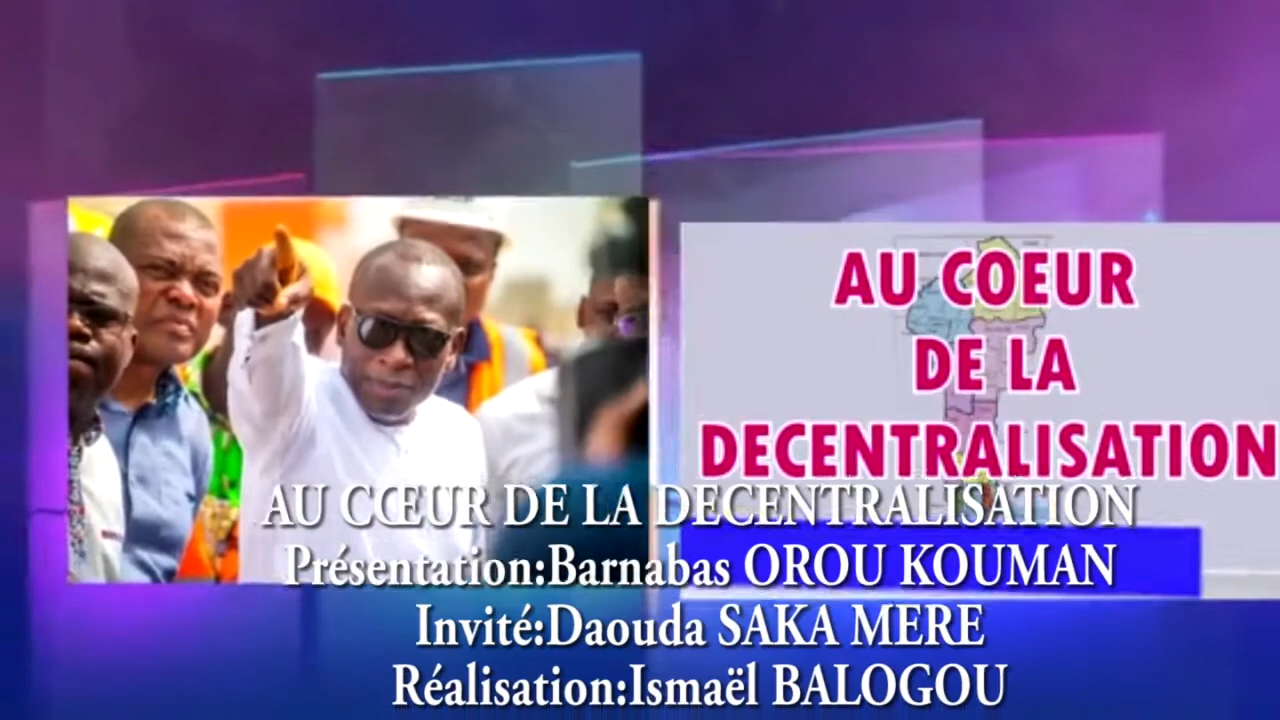 AU COEUR
DE LA
DECENTRALISATION
AU CŒUR DE LA DECENTRALISATION
Présentation:Barnabas OROU KOUMAN
Invité:Daouda SAKA MERE
Réalisation:Ismaël BALOGOU